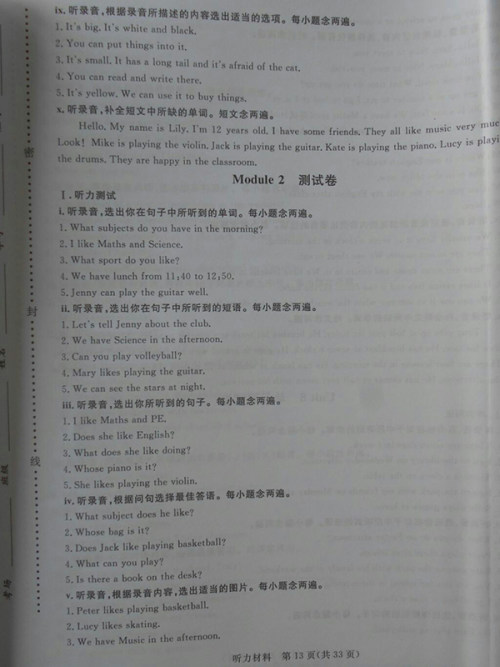 ix. 听录音,根据录音所描述的内容选出适当的选项。每小题念两遍。
1. It's big. It's white and black.
2. You can put things into it.
3. It's small. It has a long tail and it's afraid of the cat.
4. You can read and write there.
5. It's yellow. We can use it to buy things.
x. 听录音,补全短文中所缺的单词。短文念两遍。
Hello. My name is Lily. I'm 12 years old. I have some friends. They all like music very muc
Look! Mike is playing the violin. Jack is playing the guitar. Kate is playing the piano. Lucy is playi
the drums. They are happy in the classroom.
Module 2 测试卷
I. 听力测试
i. 听录音,选出你在句子中所听到的单词。每小题念两遍。
1. What subjects do you have in the morning?
2. I like Maths and Science.
3. What sport do you like?
4. We have lunch from 11:40 to 12:50.
5. Jenny can play the guitar well.
ii. 听录音,选出你在句子中所听到的短语。每小题念两遍。
1. Let's tell Jenny about the club.
2. We have Science in the afternoon.
3. Can you play volleyball?
4. Mary likes playing the guitar.
5. We can see the stars at night.
iii. 听录音,选出你所听到的句子。每小题念两遍。
1. I like Maths and PE.
2. Does she like English?
3. What does she like doing?
4. Whose piano is it?
5. She likes playing the violin.
iv. 听录音,根据问句选择最佳答语。每小题念两遍。
1. What subject does he like?
2. Whose bag is it?
3. Does Jack like playing basketball?
4. What can you play?
5. Is there a book on the desk?
v. 听录音,根据录音内容,选出适当的图片。每小题念两遍。
1. Peter likes playing basketball.
2. Lucy likes skating.
3. We have Music in the afternoon.
听力材料 第13页(共33页)
密
封
线
姓名
班级
考场